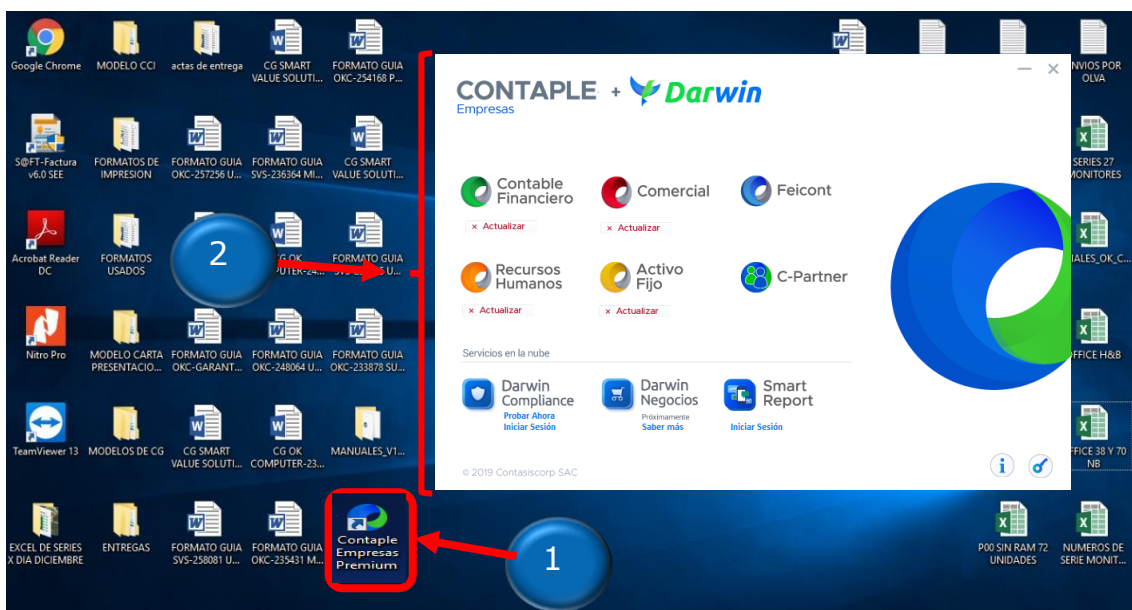 Google Chrome
MODELO CCI
actas de entrega
CG SMART
VALUE SOLUTI...
FORMATO GUIA
OKC-254168 P...
NVIOS POR
OLVA
S@FT-Factura
v6.0 SEE
FORMATOS DE
IMPRESION
FORMATO GUIA
OKC-257256 U...
FORMATO GUIA
SVS-236364 MI...
CG SMART
VALUE SOLUTI...
SERIES 27
MONITORES
Acrobat Reader
DC
FORMATOS
USADOS
2
CG OK
PUTER-24...
FORMATO GUIA
IALES_OK_C...
Nitro Pro
MODELO CARTA
PRESENTACIO...
FORMATO GUIA
OKC-GARANT...
FORMATO GUIA
OKC-248064 U...
FORMATO GUIA
OKC-233878 SU...
FFICE H&B
TeamViewer 13
MODELOS DE CG
CG SMART
VALUE SOLUTI...
CG OK
COMPUTER-23...
MANUALES_V1...
FFICE 38 Y 70
NB
EXCEL DE SERIES
X DIA DICIEMBRE
ENTREGAS
FORMATO GUIA
SVS-258081 U...
FORMATO GUIA
OKC-235431 M...
Contaple
Empresas
Premium
1
P00 SIN RAM 72
UNIDADES
NUMEROS DE
SERIE MONIT...
CONTAPLE + Darwin
Empresas
Contable
Financiero
× Actualizar
Comercial
× Actualizar
Feicont
Recursos
Humanos
× Actualizar
Activo
Fijo
× Actualizar
C-Partner
Servicios en la nube
Darwin
Compliance
Probar Ahora
Iniciar Sesión
Darwin
Negocios
Próximamente
Saber más
Smart
Report
Iniciar Sesión
© 2019 Contasiscorp SAC